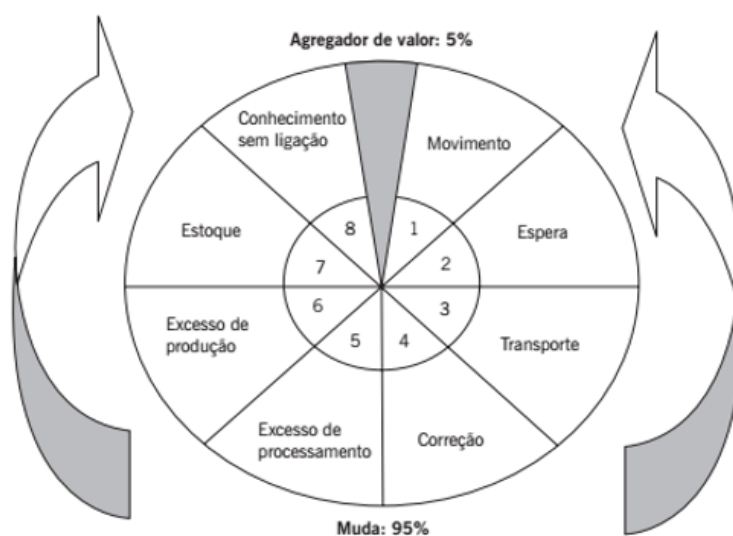 Agregador de valor: 5%
Conhecimento
sem ligação
Movimento
Estoque
Espera
8
1
7
2
6
3
5
4
Excesso de
produção
Transporte
Excesso de
processamento
Correção
Muda: 95%